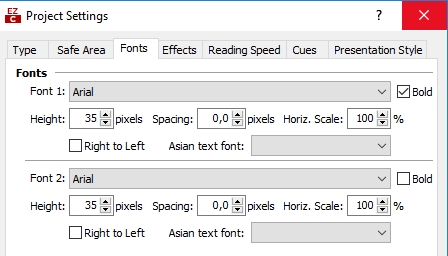 EZ
C
Project Settings
?
Type Safe Area Fonts Effects Reading Speed Cues Presentation Style
Fonts
Font 1: Arial Bold
Height: 35 pixels Spacing: 0,0 pixels Horiz. Scale: 100 %
Right to Left Asian text font:
Font 2: Arial Bold
Height: 35 pixels Spacing: 0,0 pixels Horiz. Scale: 100 %
Right to Left Asian text font: